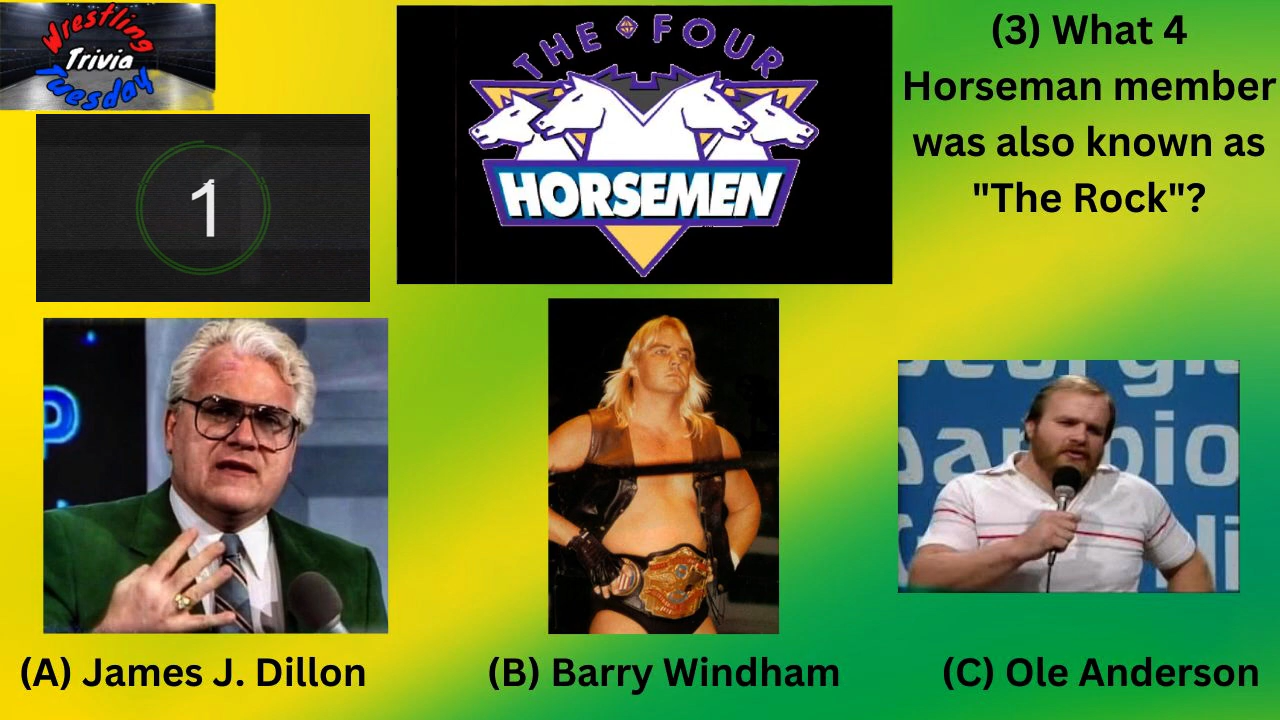 Wrestling
Trivia
Tuesday
THE FOUR
HORSEMEN
(3) What 4
Horseman member
was also known as
"The Rock"?
1
(A) James J. Dillon
(B) Barry Windham
(C) Ole Anderson